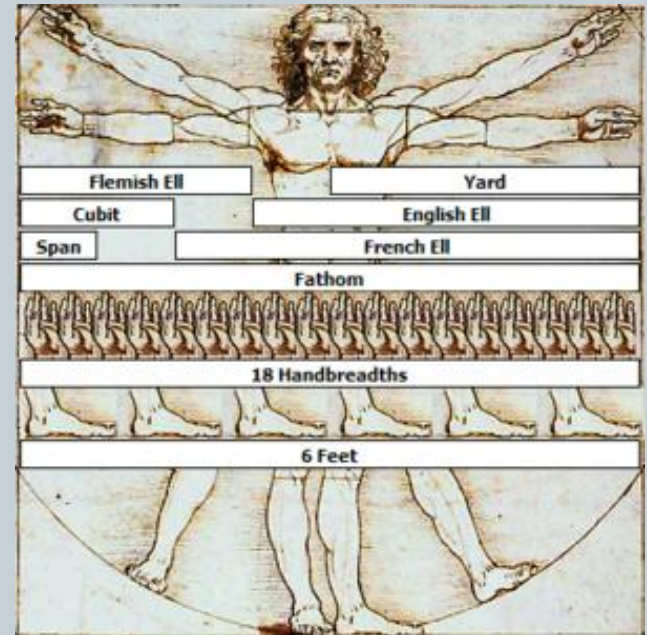 Flemish Ell
Yard
Cubit
English Ell
Span
French Ell
Fathom
18 Handbreadths
6 Feet